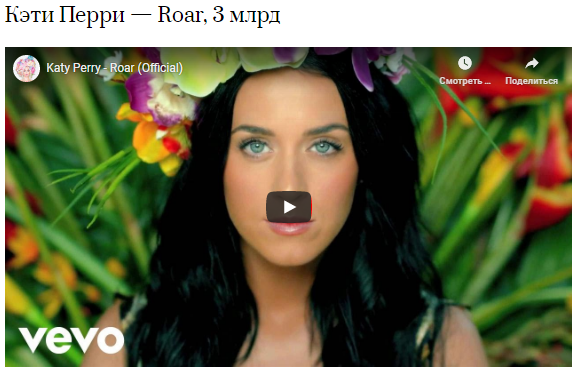 Кэти Перри — Roar, 3 млрд
Katy Perry - Roar (Official)
Смотреть ...
Поделиться
vevo